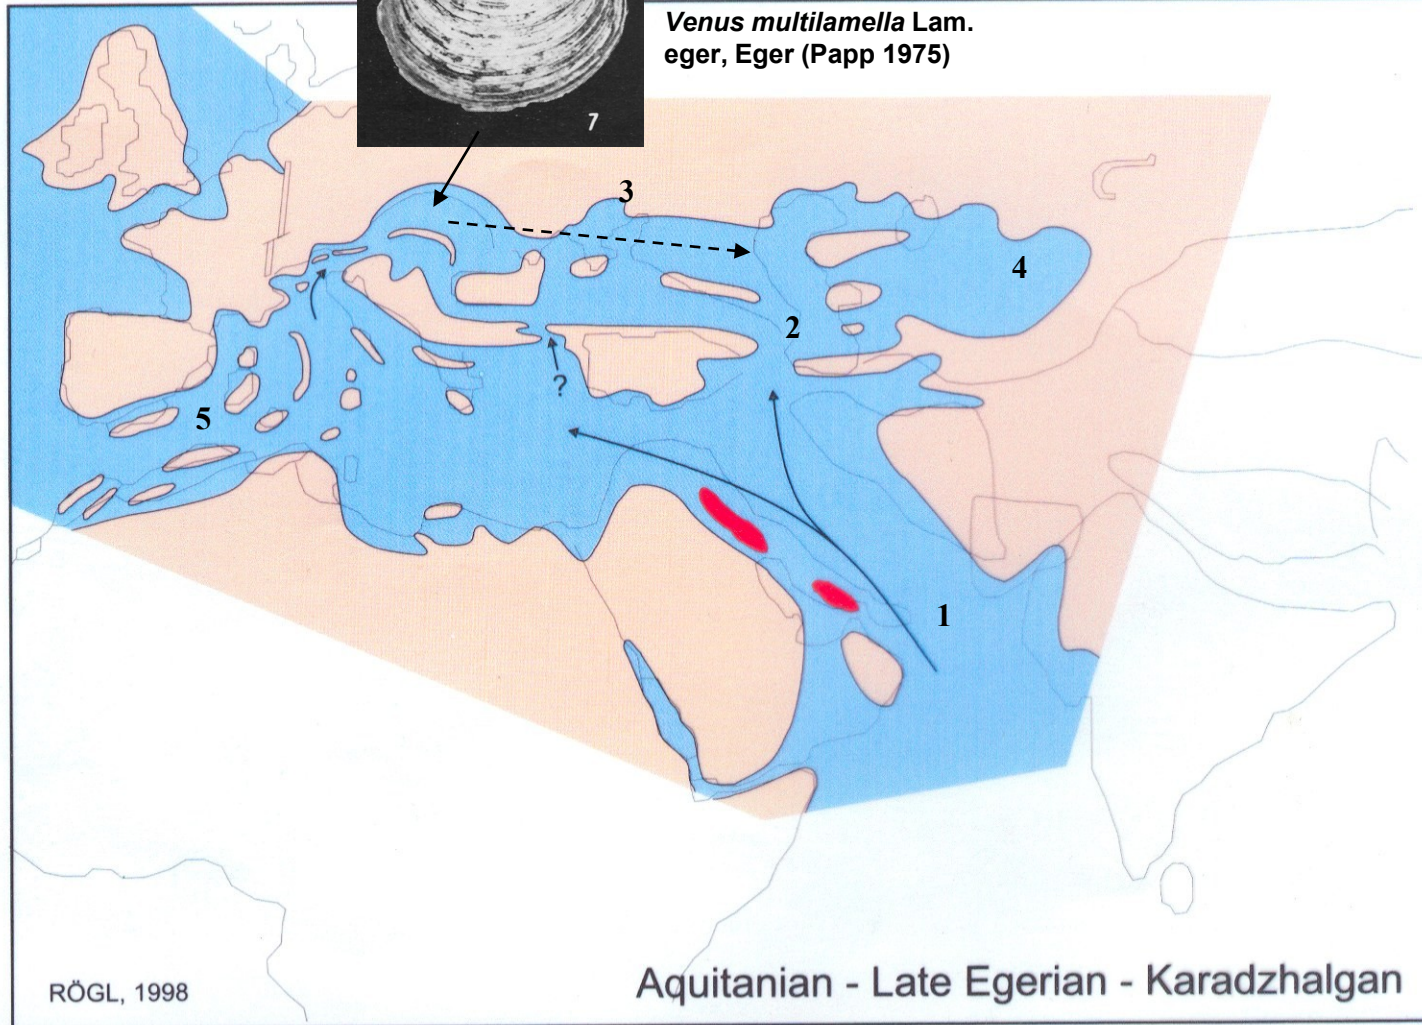 Venus multilamella Lam.
eger, Eger (Papp 1975)
7
3
4
2
?
5
1
RÖGL, 1998
Aquitanian - Late Egerian - Karadzhalgan